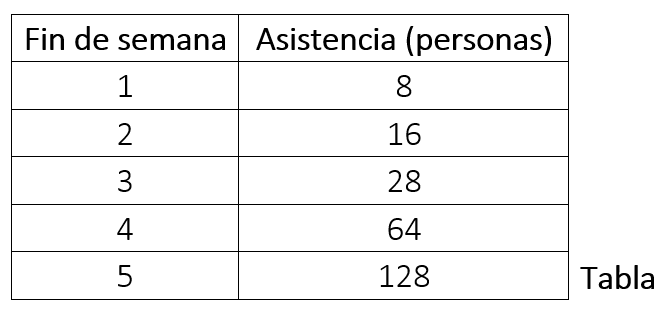 Fin de semana Asistencia (personas)
1 8
2 16
3 28
4 64
5 128
Tabla